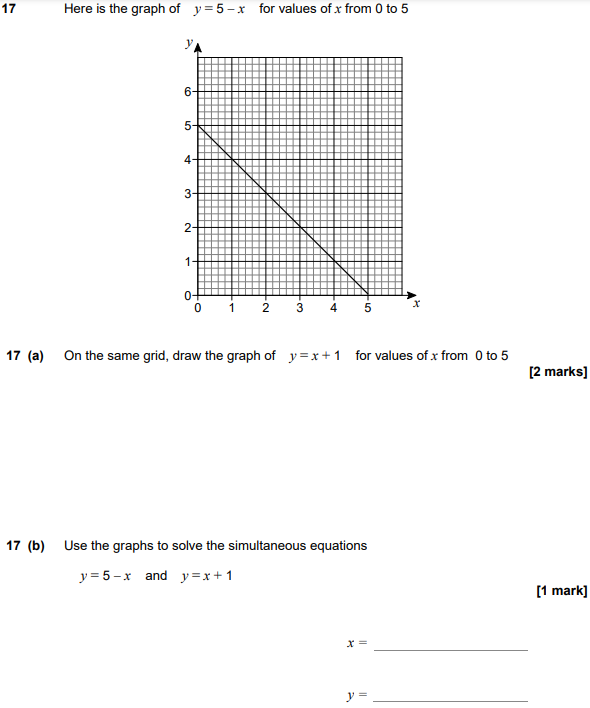 17 Here is the graph of y = 5 – x for values of x from 0 to 5
y
6
5
4
3
2
1
0
0 1 2 3 4 5 x
17 (a) On the same grid, draw the graph of y = x + 1 for values of x from 0 to 5
[2 marks]
17 (b) Use the graphs to solve the simultaneous equations
y = 5 – x and y = x + 1
[1 mark]
x =
y =